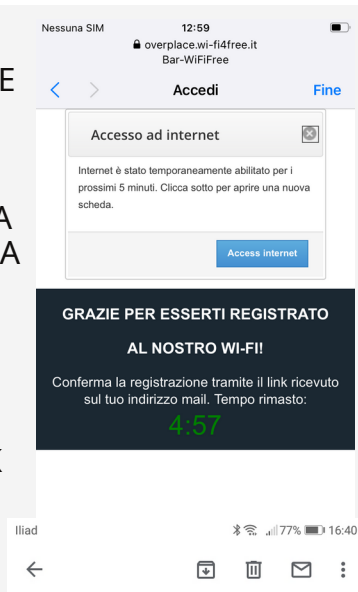 Nessuna SIM 12:59
overplace.wi-fi4free.it
Bar-WiFiFree
E
< > Accedi Fine
Accesso ad internet
Internet è stato temporaneamente abilitato per i
prossimi 5 minuti. Clicca sotto per aprire una nuova
scheda.
A
A
Access internet
GRAZIE PER ESSERTI REGISTRATO
AL NOSTRO WI-FI!
Conferma la registrazione tramite il link ricevuto
sul tuo indirizzo mail. Tempo rimasto:
4:57
Iliad 77% 16:40